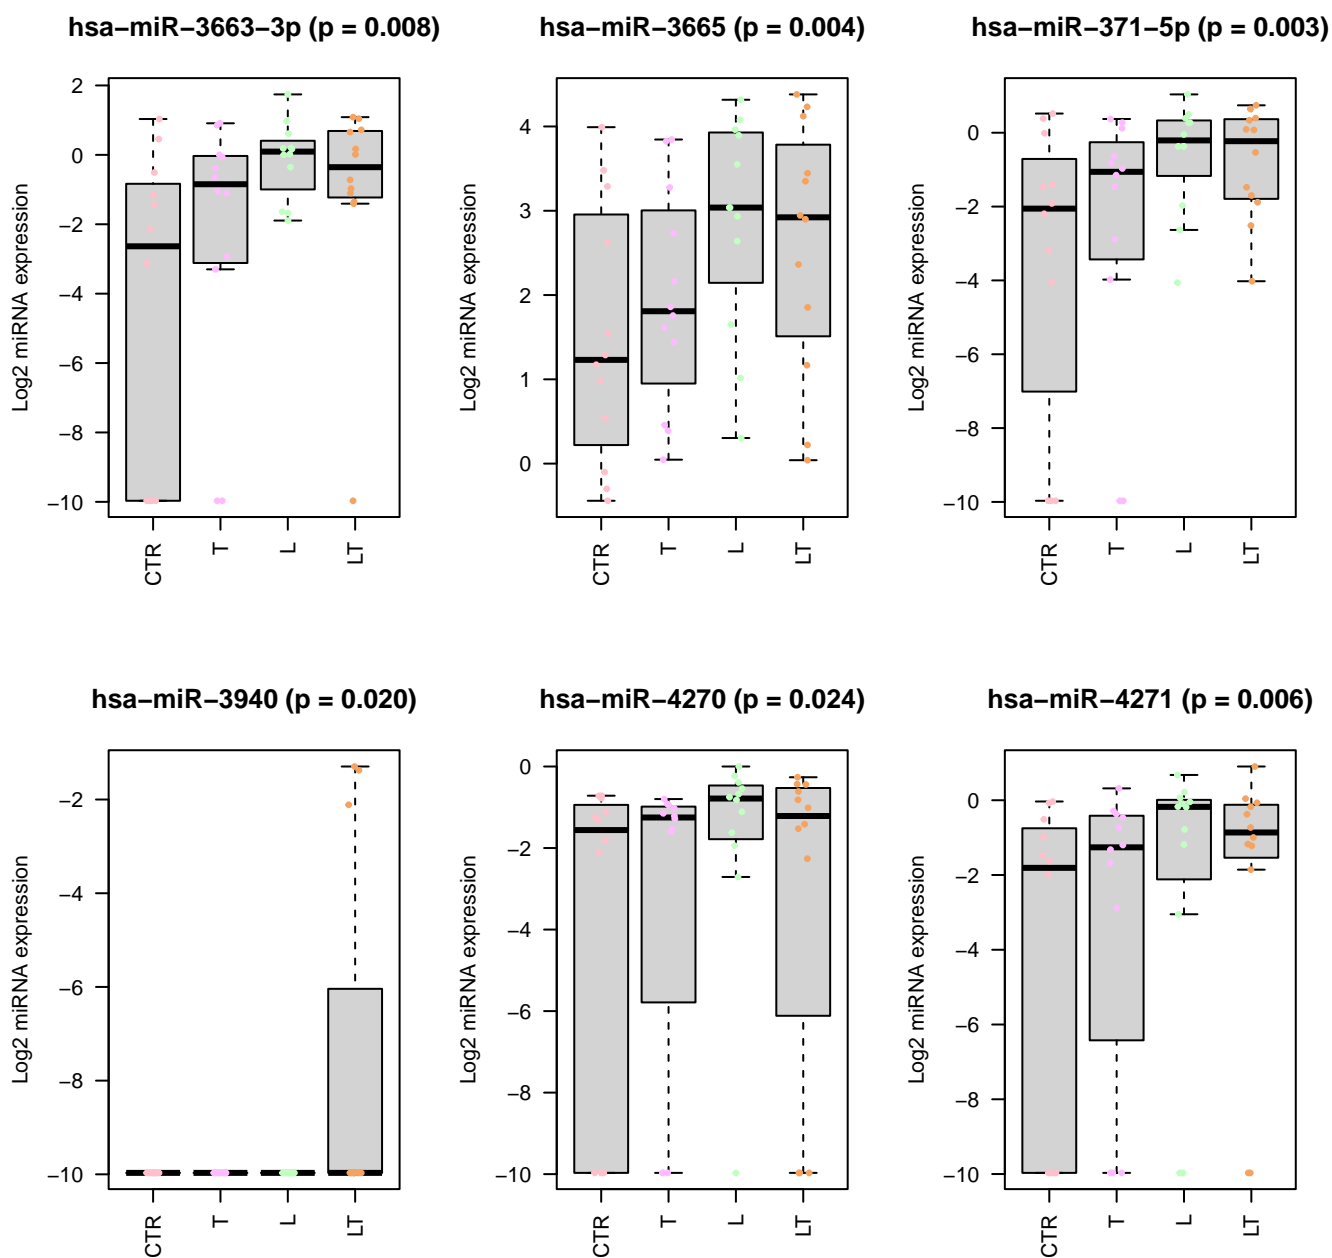 hsa−miR−3663−3p (p = 0.008)
Log2 miRNA expression
2
0
−2
−4
−6
−8
−10
CTR
T
L
LT
hsa−miR−3665 (p = 0.004)
Log2 miRNA expression
4
3
2
1
0
CTR
T
L
LT
hsa−miR−371−5p (p = 0.003)
Log2 miRNA expression
0
−2
−4
−6
−8
−10
CTR
T
L
LT
hsa−miR−3940 (p = 0.020)
Log2 miRNA expression
−2
−4
−6
−8
−10
CTR
T
L
LT
hsa−miR−4270 (p = 0.024)
Log2 miRNA expression
0
−2
−4
−6
−8
−10
CTR
T
L
LT
hsa−miR−4271 (p = 0.006)
Log2 miRNA expression
0
−2
−4
−6
−8
−10
CTR
T
L
LT